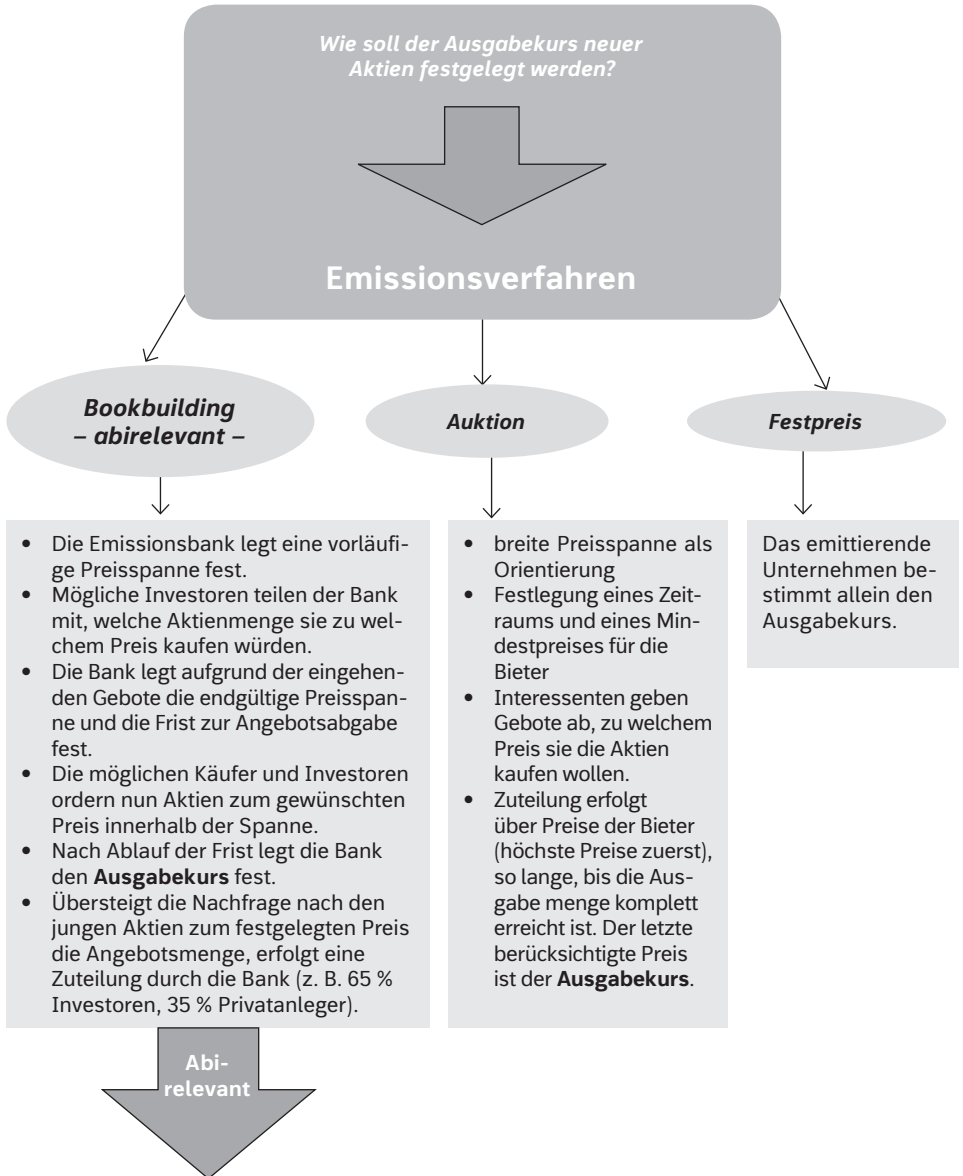 Wie soll der Ausgabekurs neuer
Aktien festgelegt werden?
Emissionsverfahren
Bookbuilding
– abirelevant –
• Die Emissionsbank legt eine vorläufi-
ge Preisspanne fest.
• Mögliche Investoren teilen der Bank
mit, welche Aktienmenge sie zu wel-
chem Preis kaufen würden.
• Die Bank legt aufgrund der eingehen-
den Gebote die endgültige Preisspan-
ne und die Frist zur Angebotsabgabe
fest.
• Die möglichen Käufer und Investoren
ordern nun Aktien zum gewünschten
Preis innerhalb der Spanne.
• Nach Ablauf der Frist legt die Bank
den Ausgabekurs fest.
• Übersteigt die Nachfrage nach den
jungen Aktien zum festgelegten Preis
die Angebotsmenge, erfolgt eine
Zuteilung durch die Bank (z. B. 65 %
Investoren, 35 % Privatanleger).
Abi-
relevant
Auktion
• breite Preisspanne als
Orientierung
• Festlegung eines Zeit-
raums und eines Min-
destpreises für die
Bieter
• Interessenten geben
Gebote ab, zu welchem
Preis sie die Aktien
kaufen wollen.
• Zuteilung erfolgt
über Preise der Bieter
(höchste Preise zuerst),
so lange, bis die Aus-
gabe menge komplett
erreicht ist. Der letzte
berücksichtigte Preis
ist der Ausgabekurs.
Festpreis
Das emittierende
Unternehmen be-
stimmt allein den
Ausgabekurs.